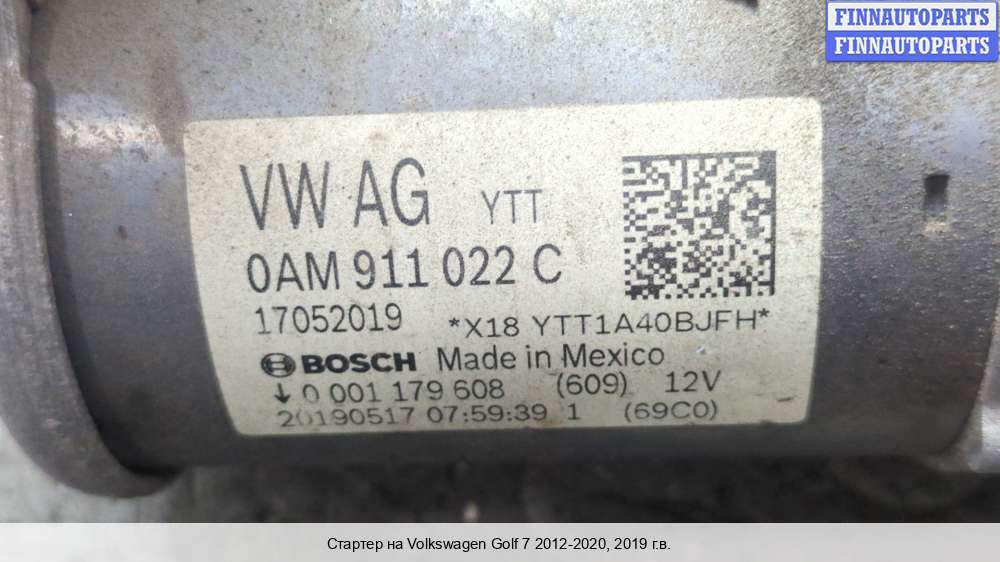 FINNAUTOPARTS
FINNAUTOPARTS
VW AG YTT
0AM 911 022 C
17052019 *X18 YTT1A40BJFH*
BOSCH Made in Mexico
↓ 0 001 179 608 (609) 12V
20190517 07:59:39 1 (69C0)
Стартер на Volkswagen Golf 7 2012-2020, 2019 г.в.